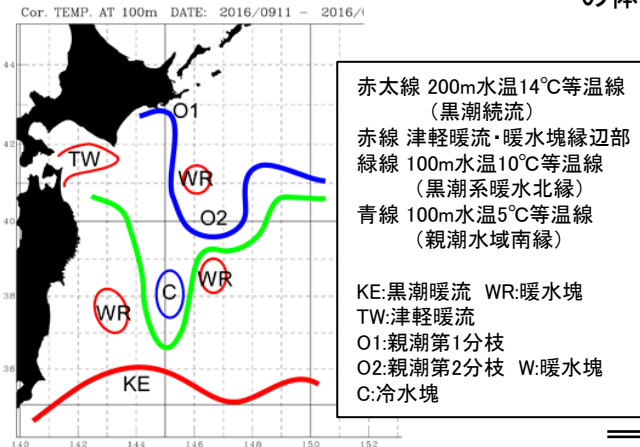 の体
Cor. TEMP. AT 100m DATE: 2016/0911 – 2016/
44
O1
42
TW
WR
O2
40
WR
38
C
WR
36
KE
140 142 144 146 148 150 152
赤太線 200m水温14℃等温線
（黒潮続流）
赤線 津軽暖流・暖水塊縁辺部
緑線 100m水温10℃等温線
（黒潮系暖水北縁）
青線 100m水温5℃等温線
（親潮水域南縁）
KE:黒潮暖流 WR:暖水塊
TW:津軽暖流
O1:親潮第1分枝
O2:親潮第2分枝 W:暖水塊
C:冷水塊